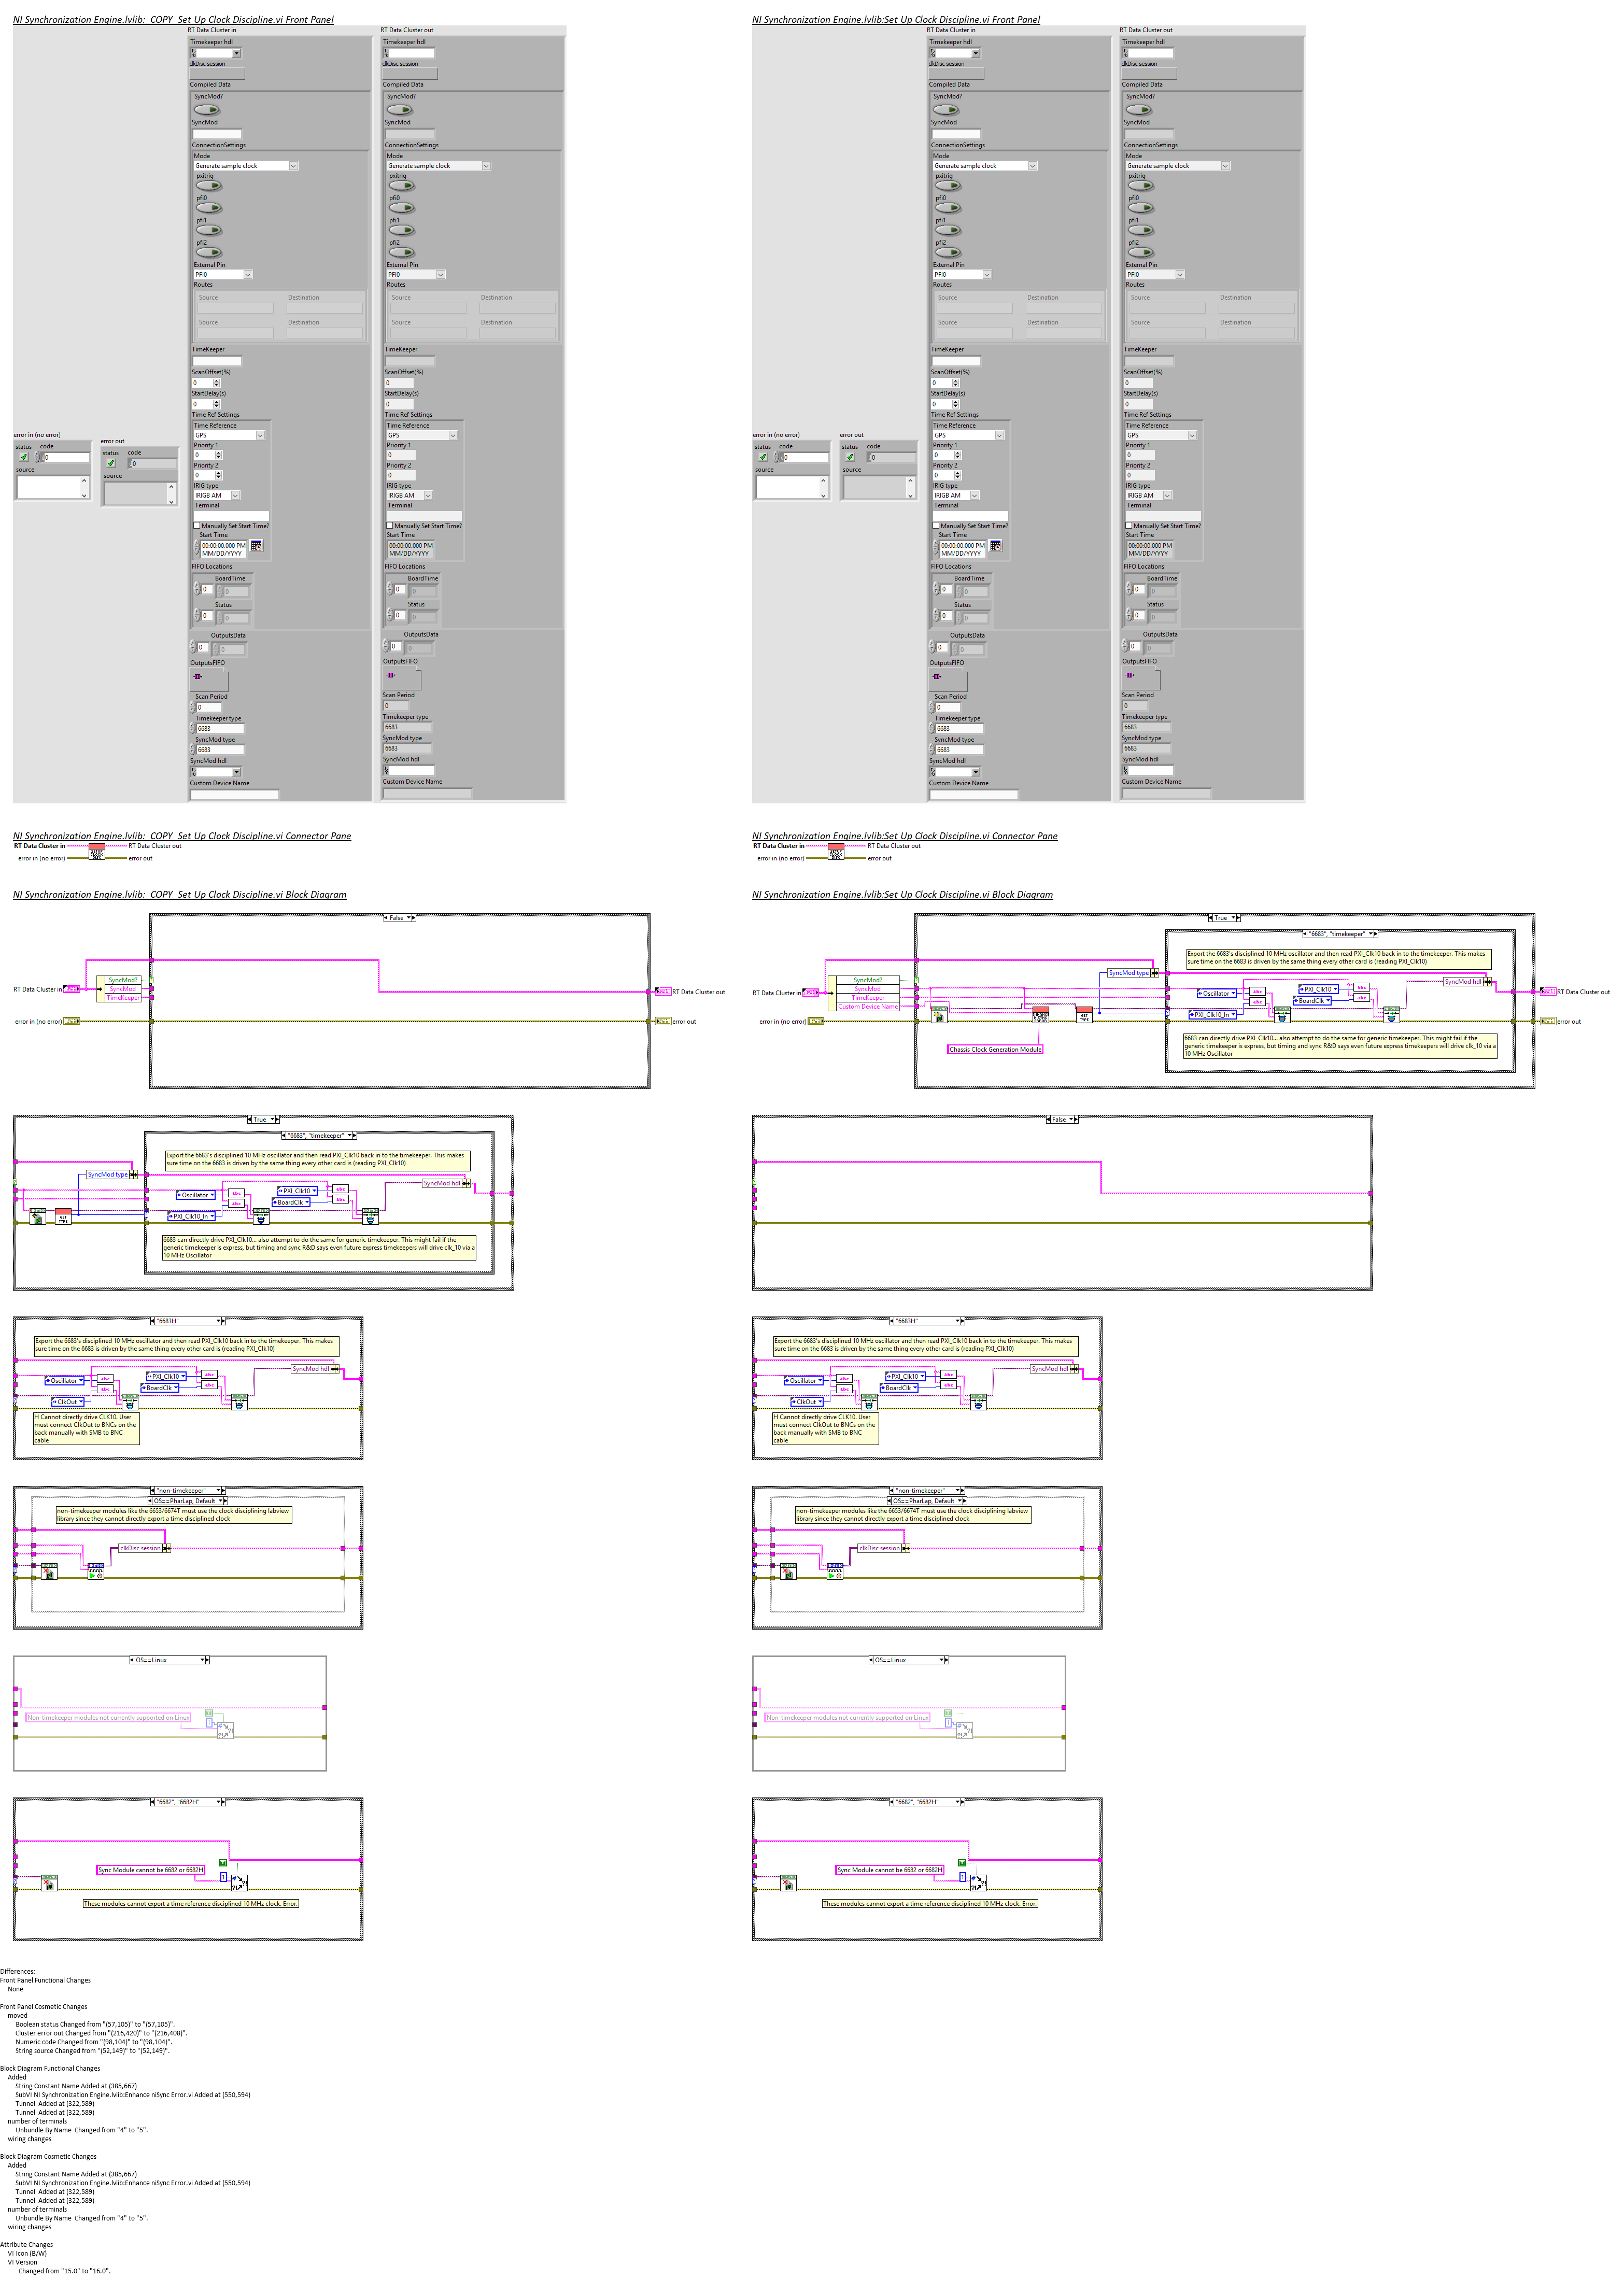 NI Synchronization Engine.lvlib:_COPY_Set Up Clock Discipline.vi Front Panel
RT Data Cluster in
RT Data Cluster out
Timekeeper hdl
Timekeeper hdl
clkDisc session
clkDisc session
Compiled Data
Compiled Data
SyncMod?
SyncMod?
SyncMod
SyncMod
ConnectionSettings
ConnectionSettings
Mode
Mode
Generate sample clock
Generate sample clock
pxitrig
pxitrig
pfi0
pfi0
pfi1
pfi1
pfi2
pfi2
External Pin
External Pin
PFI0
PFI0
Routes
Routes
Source Destination
Source Destination
Source Destination
Source Destination
TimeKeeper
TimeKeeper
ScanOffset(%)
ScanOffset(%)
0
0
StartDelay(s)
StartDelay(s)
0
0
Time Ref Settings
Time Ref Settings
Time Reference
Time Reference
GPS
GPS
error in (no error)
error out
status code
status code
0
0
source
source
Priority 1
Priority 1
0
0
Priority 2
Priority 2
0
0
IRIG type
IRIG type
IRIGB AM
IRIGB AM
Terminal
Terminal
Manually Set Start Time?
Manually Set Start Time?
Start Time
Start Time
00:00:00.000 PM
MM/DD/YYYY
00:00:00.000 PM
MM/DD/YYYY
FIFO Locations
FIFO Locations
BoardTime
BoardTime
0 0
0 0
Status
Status
0 0
0 0
OutputsData
OutputsData
0 0
0 0
OutputsFIFO
OutputsFIFO
Scan Period
Scan Period
0
0
Timekeeper type
Timekeeper type
6683
6683
SyncMod type
SyncMod type
6683
6683
SyncMod hdl
SyncMod hdl
Custom Device Name
Custom Device Name
NI Synchronization Engine.lvlib:Set Up Clock Discipline.vi Front Panel
RT Data Cluster in
RT Data Cluster out
Timekeeper hdl
Timekeeper hdl
clkDisc session
clkDisc session
Compiled Data
Compiled Data
SyncMod?
SyncMod?
SyncMod
SyncMod
ConnectionSettings
ConnectionSettings
Mode
Mode
Generate sample clock
Generate sample clock
pxitrig
pxitrig
pfi0
pfi0
pfi1
pfi1
pfi2
pfi2
External Pin
External Pin
PFI0
PFI0
Routes
Routes
Source Destination
Source Destination
Source Destination
Source Destination
TimeKeeper
TimeKeeper
ScanOffset(%)
ScanOffset(%)
0
0
StartDelay(s)
StartDelay(s)
0
0
Time Ref Settings
Time Ref Settings
Time Reference
Time Reference
GPS
GPS
error in (no error)
error out
status code
status code
0
0
source
source
Priority 1
Priority 1
0
0
Priority 2
Priority 2
0
0
IRIG type
IRIG type
IRIGB AM
IRIGB AM
Terminal
Terminal
Manually Set Start Time?
Manually Set Start Time?
Start Time
Start Time
00:00:00.000 PM
MM/DD/YYYY
00:00:00.000 PM
MM/DD/YYYY
FIFO Locations
FIFO Locations
BoardTime
BoardTime
0 0
0 0
Status
Status
0 0
0 0
OutputsData
OutputsData
0 0
0 0
OutputsFIFO
OutputsFIFO
Scan Period
Scan Period
0
0
Timekeeper type
Timekeeper type
6683
6683
SyncMod type
SyncMod type
6683
6683
SyncMod hdl
SyncMod hdl
Custom Device Name
Custom Device Name
NI Synchronization Engine.lvlib:_COPY_Set Up Clock Discipline.vi Connector Pane
RT Data Cluster in
RT Data Cluster out
error in (no error)
error out
SETUP CLOCK DISC
NI Synchronization Engine.lvlib:Set Up Clock Discipline.vi Connector Pane
RT Data Cluster in
RT Data Cluster out
error in (no error)
error out
SETUP CLOCK DISC
NI Synchronization Engine.lvlib:_COPY_Set Up Clock Discipline.vi Block Diagram
False
RT Data Cluster in
SyncMod?
SyncMod
TimeKeeper
RT Data Cluster out
error in (no error)
error out
NI Synchronization Engine.lvlib:Set Up Clock Discipline.vi Block Diagram
True
"6683", "timekeeper"
Export the 6683's disciplined 10 MHz oscillator and then read PXI_Clk10 back in to the timekeeper. This makes
sure time on the 6683 is driven by the same thing every other card is (reading PXI_Clk10)
SyncMod type
RT Data Cluster in
SyncMod?
SyncMod
TimeKeeper
Custom Device Name
SyncMod hdl
Oscillator
PXI_Clk10
BoardClk
PXI_Clk10_In
GET TYPE
RT Data Cluster out
error in (no error)
error out
Chassis Clock Generation Module
6683 can directly drive PXI_Clk10... also attempt to do the same for generic timekeeper. This might fail if the
generic timekeeper is express, but timing and sync R&D says even future express timekeepers will drive clk_10 via a
10 MHz Oscillator
True
"6683", "timekeeper"
Export the 6683's disciplined 10 MHz oscillator and then read PXI_Clk10 back in to the timekeeper. This makes
sure time on the 6683 is driven by the same thing every other card is (reading PXI_Clk10)
SyncMod type
SyncMod hdl
Oscillator
PXI_Clk10
BoardClk
PXI_Clk10_In
GET TYPE
6683 can directly drive PXI_Clk10... also attempt to do the same for generic timekeeper. This might fail if the
generic timekeeper is express, but timing and sync R&D says even future express timekeepers will drive clk_10 via a
10 MHz Oscillator
False
"6683H"
Export the 6683's disciplined 10 MHz oscillator and then read PXI_Clk10 back in to the timekeeper. This makes
sure time on the 6683 is driven by the same thing every other card is (reading PXI_Clk10)
SyncMod hdl
Oscillator
PXI_Clk10
BoardClk
ClkOut
H Cannot directly drive CLK10. User
must connect ClkOut to BNCs on the
back manually with SMB to BNC
cable
"6683H"
Export the 6683's disciplined 10 MHz oscillator and then read PXI_Clk10 back in to the timekeeper. This makes
sure time on the 6683 is driven by the same thing every other card is (reading PXI_Clk10)
SyncMod hdl
Oscillator
PXI_Clk10
BoardClk
ClkOut
H Cannot directly drive CLK10. User
must connect ClkOut to BNCs on the
back manually with SMB to BNC
cable
"non-timekeeper"
OS==PharLap, Default
non-timekeeper modules like the 6653/6674T must use the clock disciplining labview
library since they cannot directly export a time disciplined clock
clkDisc session
"non-timekeeper"
OS==PharLap, Default
non-timekeeper modules like the 6653/6674T must use the clock disciplining labview
library since they cannot directly export a time disciplined clock
clkDisc session
OS==Linux
Non-timekeeper modules not currently supported on Linux
OS==Linux
Non-timekeeper modules not currently supported on Linux
"6682", "6682H"
Sync Module cannot be 6682 or 6682H
These modules cannot export a time reference disciplined 10 MHz clock. Error.
"6682", "6682H"
Sync Module cannot be 6682 or 6682H
These modules cannot export a time reference disciplined 10 MHz clock. Error.
Differences:
Front Panel Functional Changes
None
Front Panel Cosmetic Changes
moved
Boolean status Changed from "(57,105)" to "(57,105)".
Cluster error out Changed from "(216,420)" to "(216,408)".
Numeric code Changed from "(98,104)" to "(98,104)".
String source Changed from "(52,149)" to "(52,149)".
Block Diagram Functional Changes
Added
String Constant Name Added at (385,667)
SubVI NI Synchronization Engine.lvlib:Enhance niSync Error.vi Added at (550,594)
Tunnel  Added at (322,589)
Tunnel  Added at (322,589)
number of terminals
Unbundle By Name  Changed from "4" to "5".
wiring changes
Block Diagram Cosmetic Changes
Added
String Constant Name Added at (385,667)
SubVI NI Synchronization Engine.lvlib:Enhance niSync Error.vi Added at (550,594)
Tunnel  Added at (322,589)
Tunnel  Added at (322,589)
number of terminals
Unbundle By Name  Changed from "4" to "5".
wiring changes
Attribute Changes
VI Icon (B/W)
VI Version
Changed from "15.0" to "16.0".